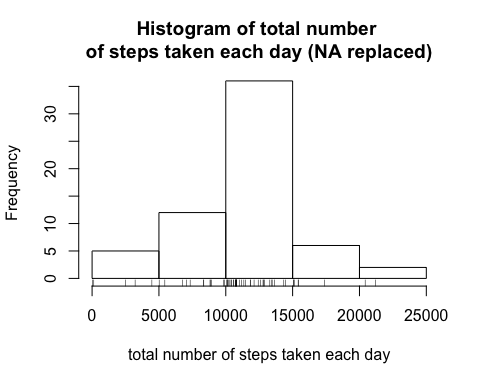 Histogram of total number
of steps taken each day (NA replaced)
Frequency
30
20
10
5
0
0 5000 10000 15000 20000 25000
total number of steps taken each day